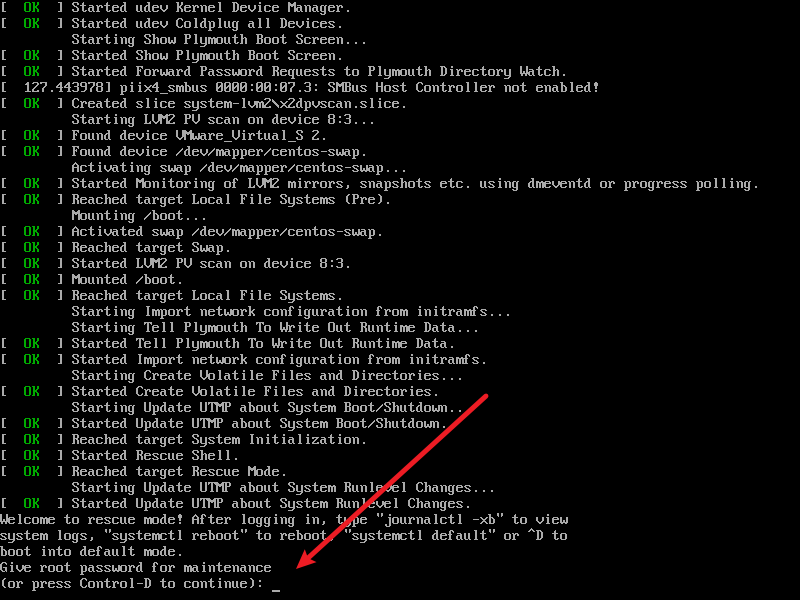 [  OK  ] Started udev Kernel Device Manager.
[  OK  ] Started udev Coldplug all Devices.
         Starting Show Plymouth Boot Screen...
[  OK  ] Started Show Plymouth Boot Screen.
[  OK  ] Started Forward Password Requests to Plymouth Directory Watch.
[  127.443978] piix4_smbus 0000:00:07.3: SMBus Host Controller not enabled!
[  OK  ] Created slice system-lvm2\x2dpvscan.slice.
         Starting LVM2 PV scan on device 8:3...
[  OK  ] Found device VMware_Virtual_S 2.
[  OK  ] Found device /dev/mapper/centos-swap.
         Activating swap /dev/mapper/centos-swap...
[  OK  ] Started Monitoring of LVM2 mirrors, snapshots etc. using dmeventd or progress polling.
[  OK  ] Reached target Local File Systems (Pre).
         Mounting /boot...
[  OK  ] Activated swap /dev/mapper/centos-swap.
[  OK  ] Reached target Swap.
[  OK  ] Started LVM2 PV scan on device 8:3.
[  OK  ] Mounted /boot.
[  OK  ] Reached target Local File Systems.
         Starting Import network configuration from initramfs...
         Starting Tell Plymouth To Write Out Runtime Data...
[  OK  ] Started Tell Plymouth To Write Out Runtime Data.
[  OK  ] Started Import network configuration from initramfs.
         Starting Create Volatile Files and Directories...
[  OK  ] Started Create Volatile Files and Directories.
         Starting Update UTMP about System Boot/Shutdown...
[  OK  ] Started Update UTMP about System Boot/Shutdown.
[  OK  ] Reached target System Initialization.
[  OK  ] Started Rescue Shell.
[  OK  ] Reached target Rescue Mode.
         Starting Update UTMP about System Runlevel Changes...
[  OK  ] Started Update UTMP about System Runlevel Changes.
Welcome to rescue mode! After logging in, type "journalctl -xb" to view
system logs, "systemctl reboot" to reboot, "systemctl default" or ^D to
boot into default mode.
Give root password for maintenance
(or press Control-D to continue): _